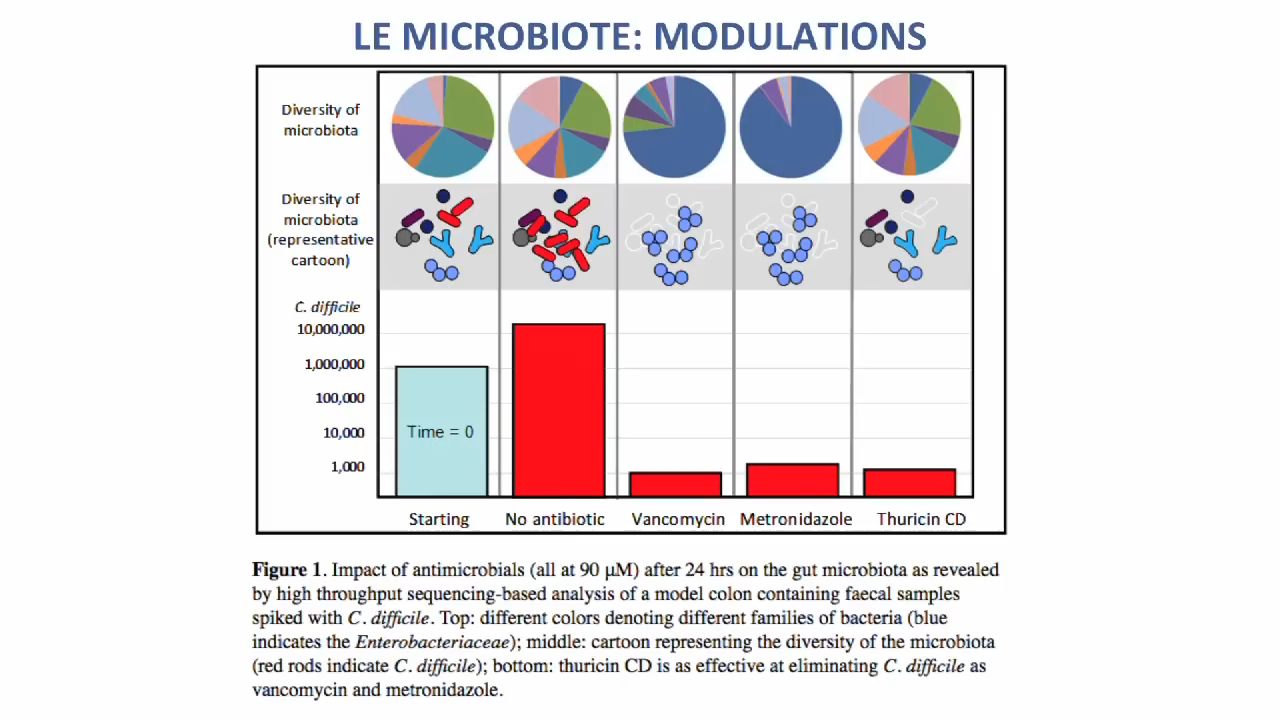 LE MICROBIOTE: MODULATIONS
Diversity of
microbiota
Diversity of
microbiota
(representative
cartoon)
C. difficile
10,000,000
1,000,000
100,000
10,000
1,000
Time = 0
Starting
No antibiotic
Vancomycin
Metronidazole
Thuricin CD
Figure 1. Impact of antimicrobials (all at 90 µM) after 24 hrs on the gut microbiota as revealed
by high throughput sequencing-based analysis of a model colon containing faecal samples
spiked with C. difficile. Top: different colors denoting different families of bacteria (blue
indicates the Enterobacteriaceae); middle: cartoon representing the diversity of the microbiota
(red rods indicate C. difficile); bottom: thuricin CD is as effective at eliminating C. difficile as
vancomycin and metronidazole.